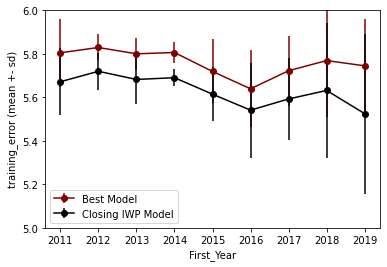 6.0
5.8
5.6
5.4
5.2
5.0
training_error (mean +- sd)
Best Model
Closing IWP Model
2011 2012 2013 2014 2015 2016 2017 2018 2019
First_Year